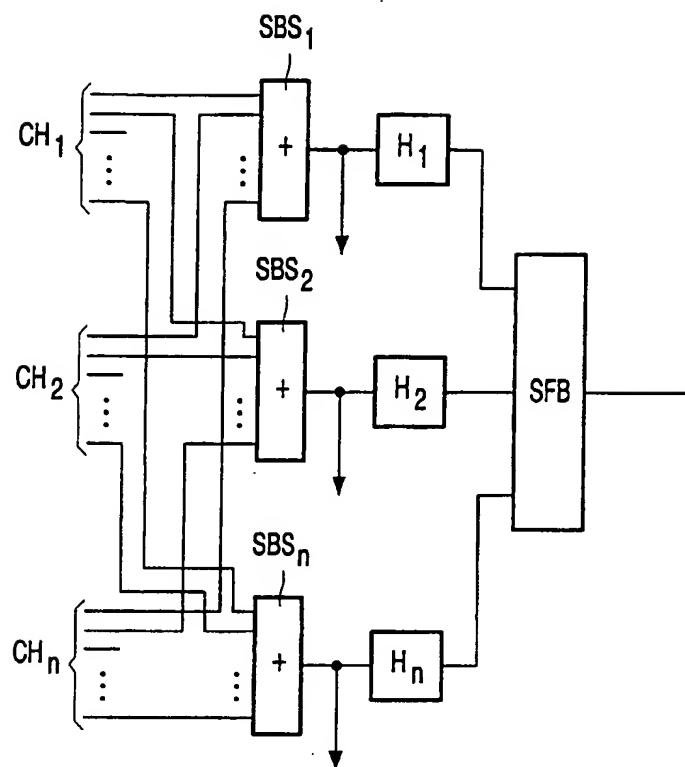 SBS₁
CH₁
+
H₁
SBS₂
CH₂
+
H₂
SFB
SBSₙ
CHₙ
+
Hₙ